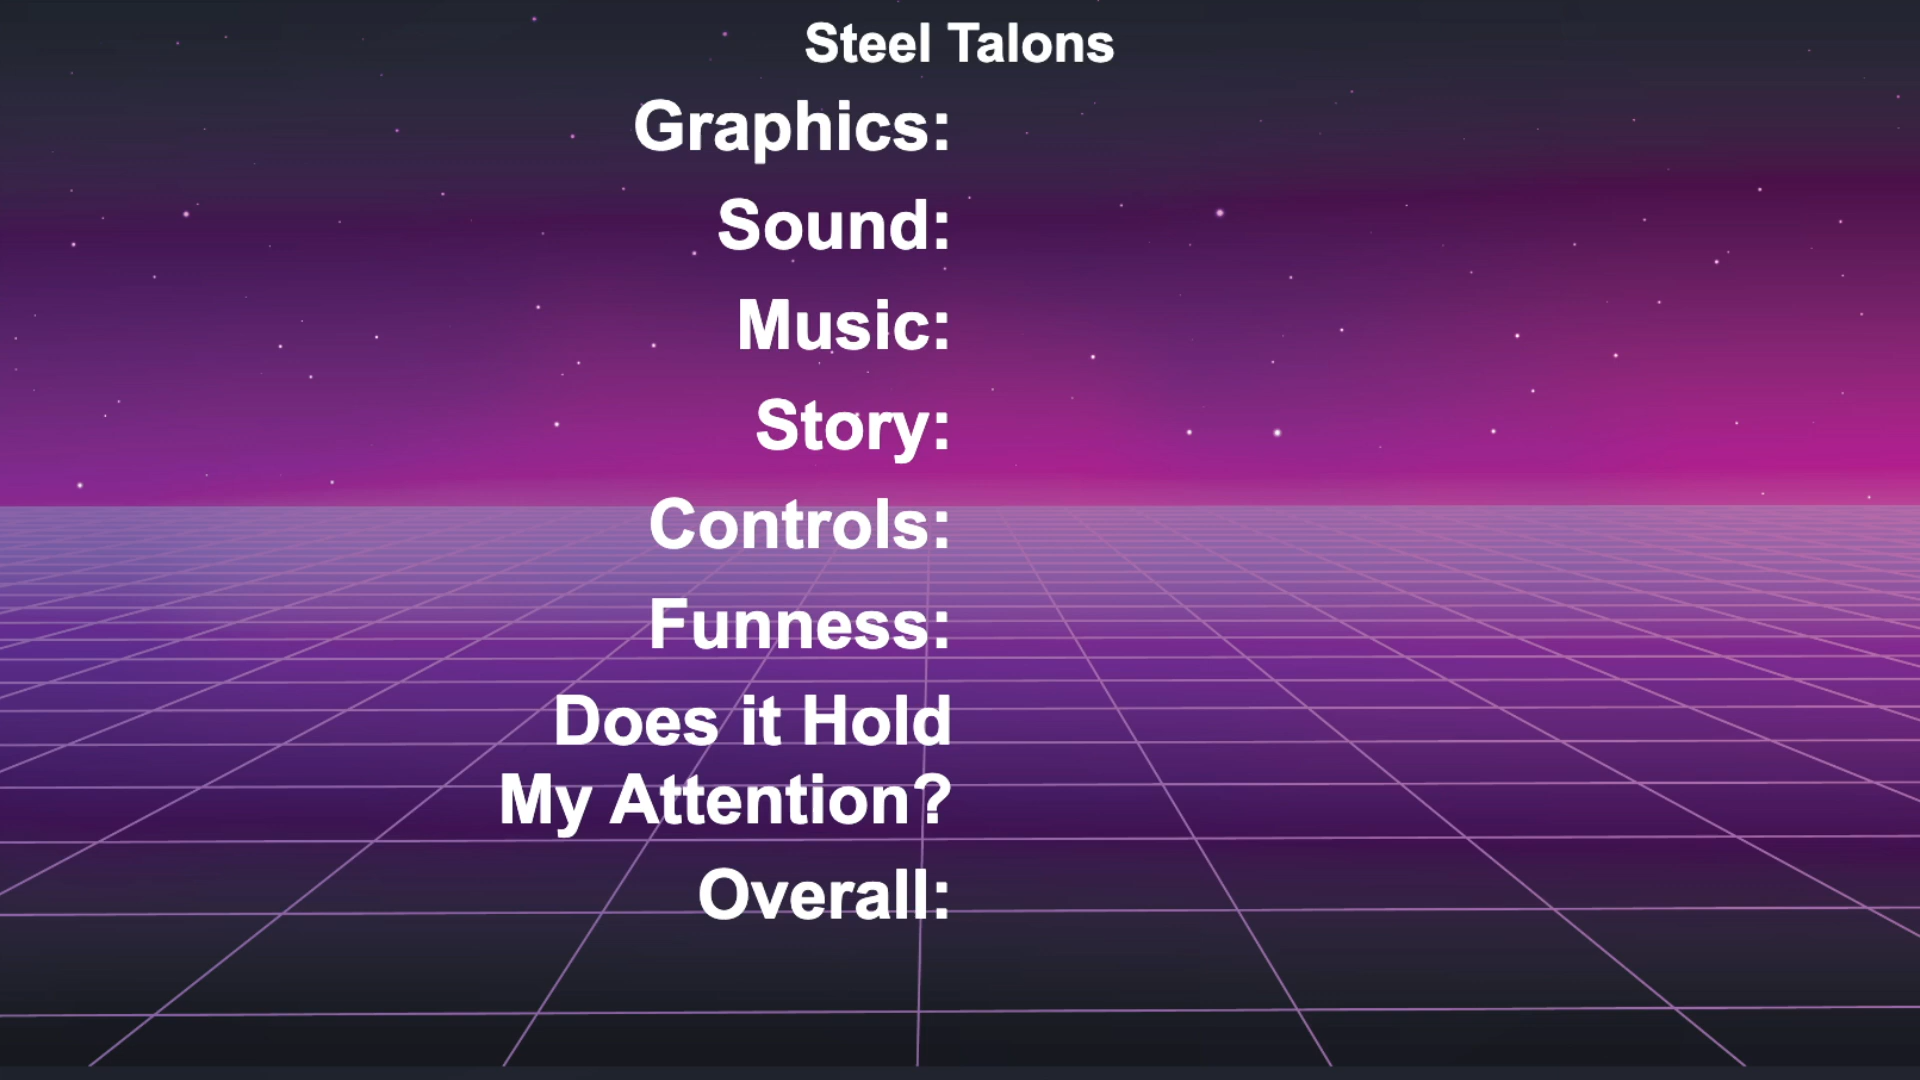 Steel Talons
Graphics:
Sound:
Music:
Story:
Controls:
Funness:
Does it Hold
My Attention?
Overall: